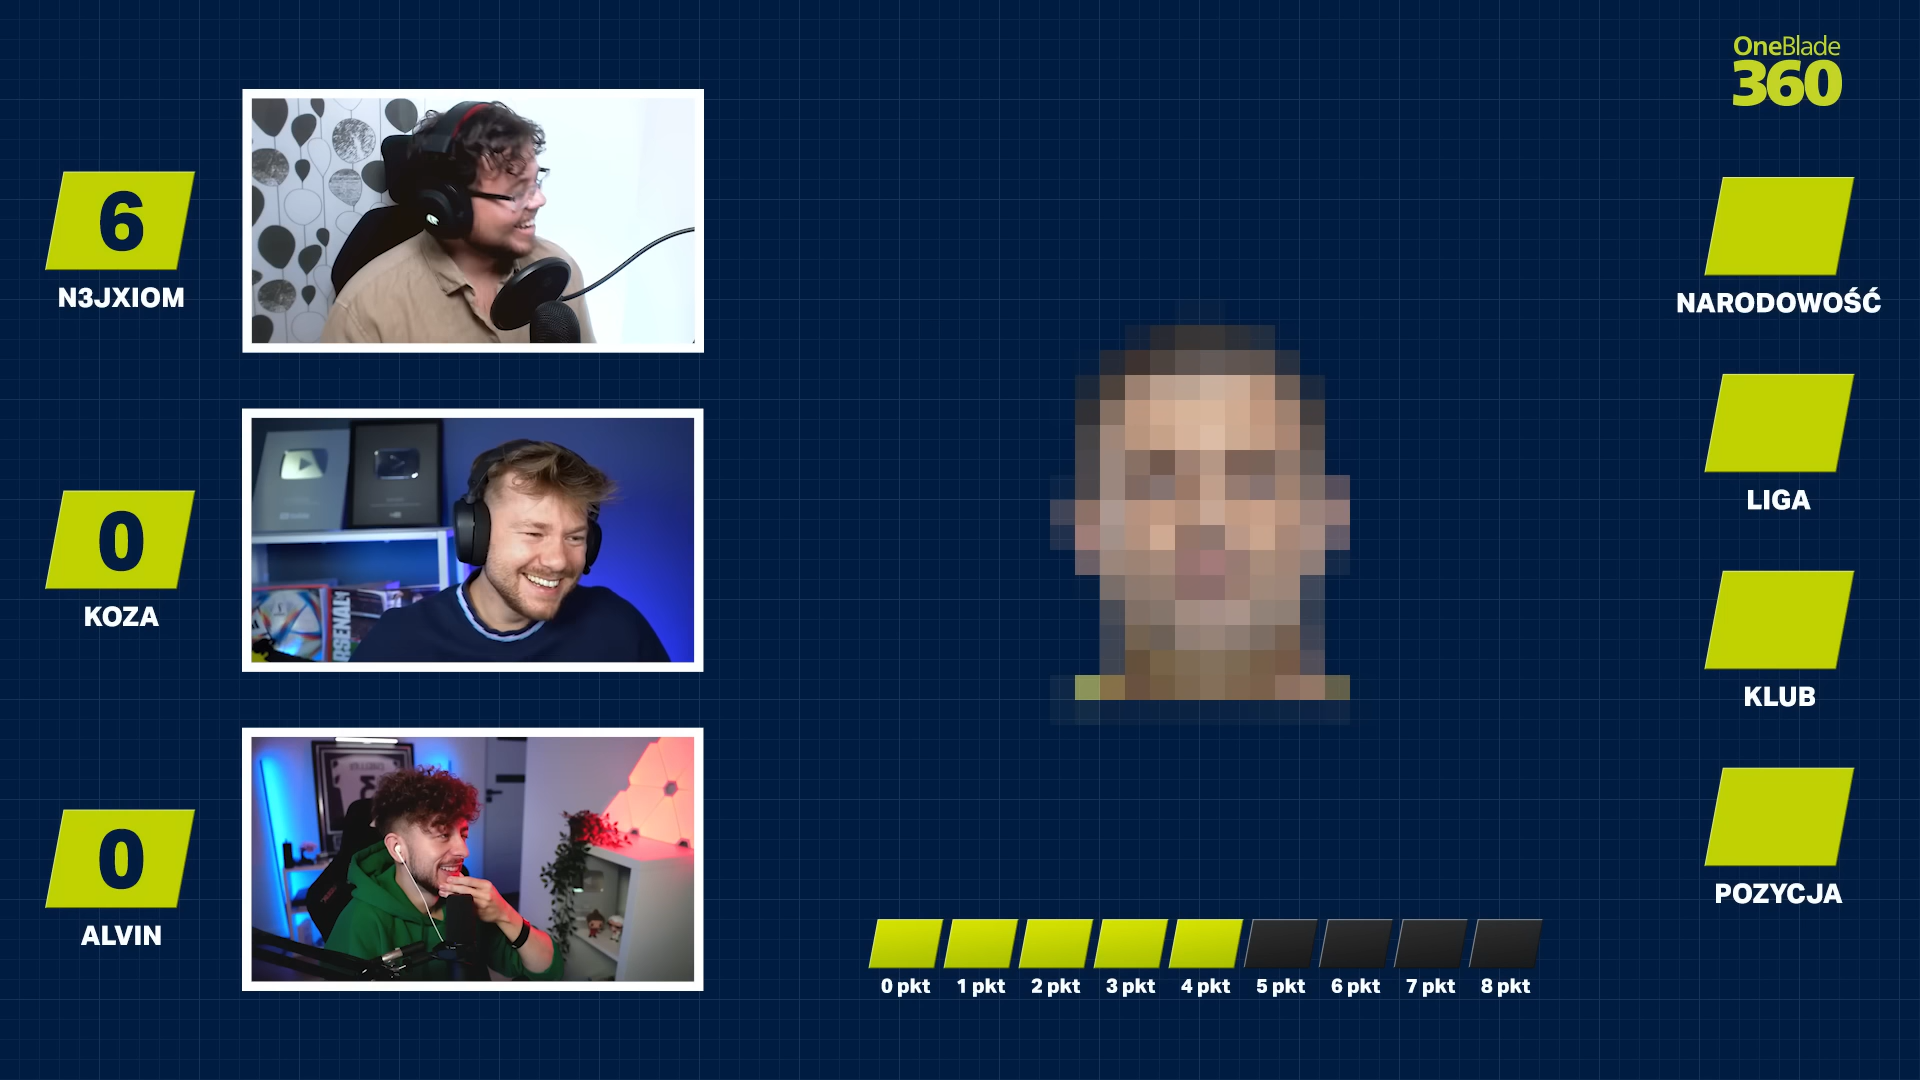 OneBlade
360
6
N3JXIOM
0
KOZA
0
ALVIN
ARSENAL
NARODOWOŚĆ
LIGA
KLUB
POZYCJA
0 pkt
1 pkt
2 pkt
3 pkt
4 pkt
5 pkt
6 pkt
7 pkt
8 pkt